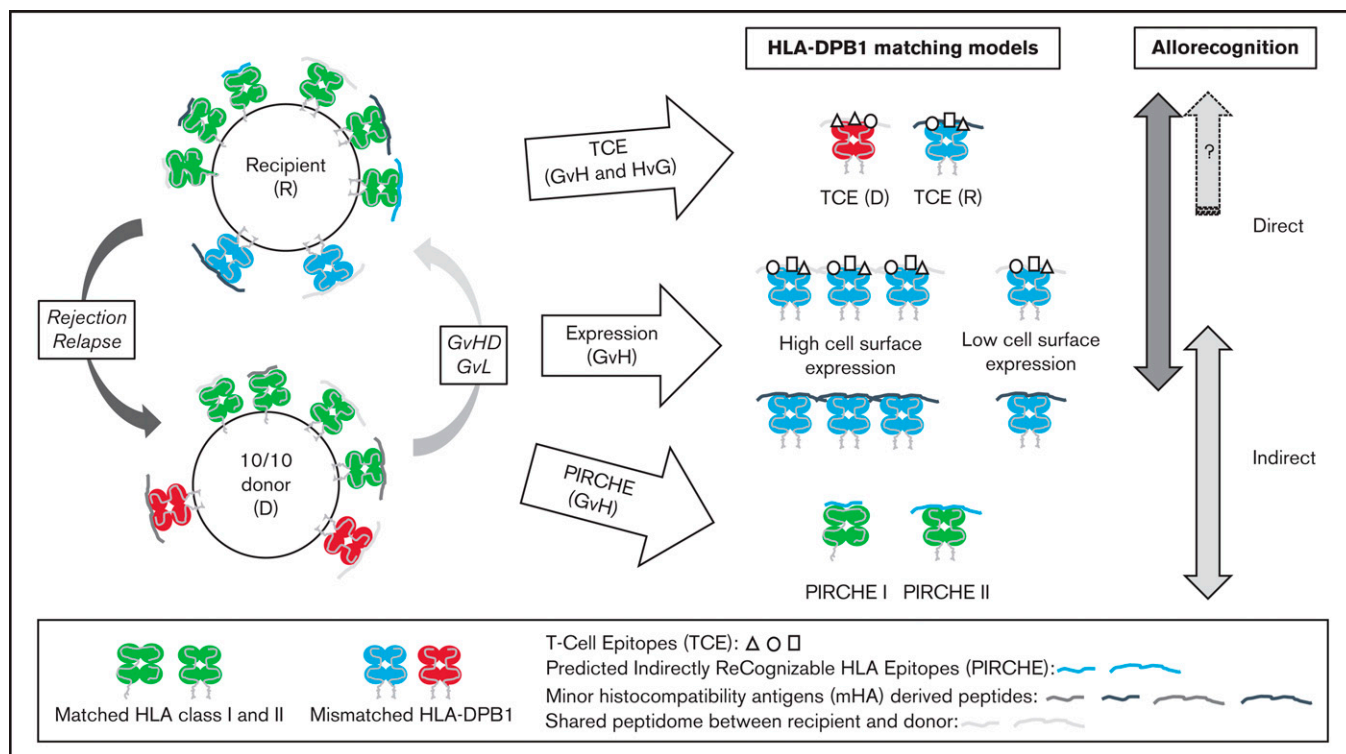 HLA-DPB1 matching models
Allorecognition
Recipient
(R)
TCE
(GvH and HvG)
TCE (D)
TCE (R)
?
Direct
Rejection
Relapse
GvHD
GvL
Expression
(GvH)
High cell surface
expression
Low cell surface
expression
10/10
donor
(D)
PIRCHE
(GvH)
Indirect
PIRCHE I
PIRCHE II
Matched HLA class I and II
Mismatched HLA-DPB1
T-Cell Epitopes (TCE):
Predicted Indirectly ReCognizable HLA Epitopes (PIRCHE):
Minor histocompatibility antigens (mHA) derived peptides:
Shared peptidome between recipient and donor: